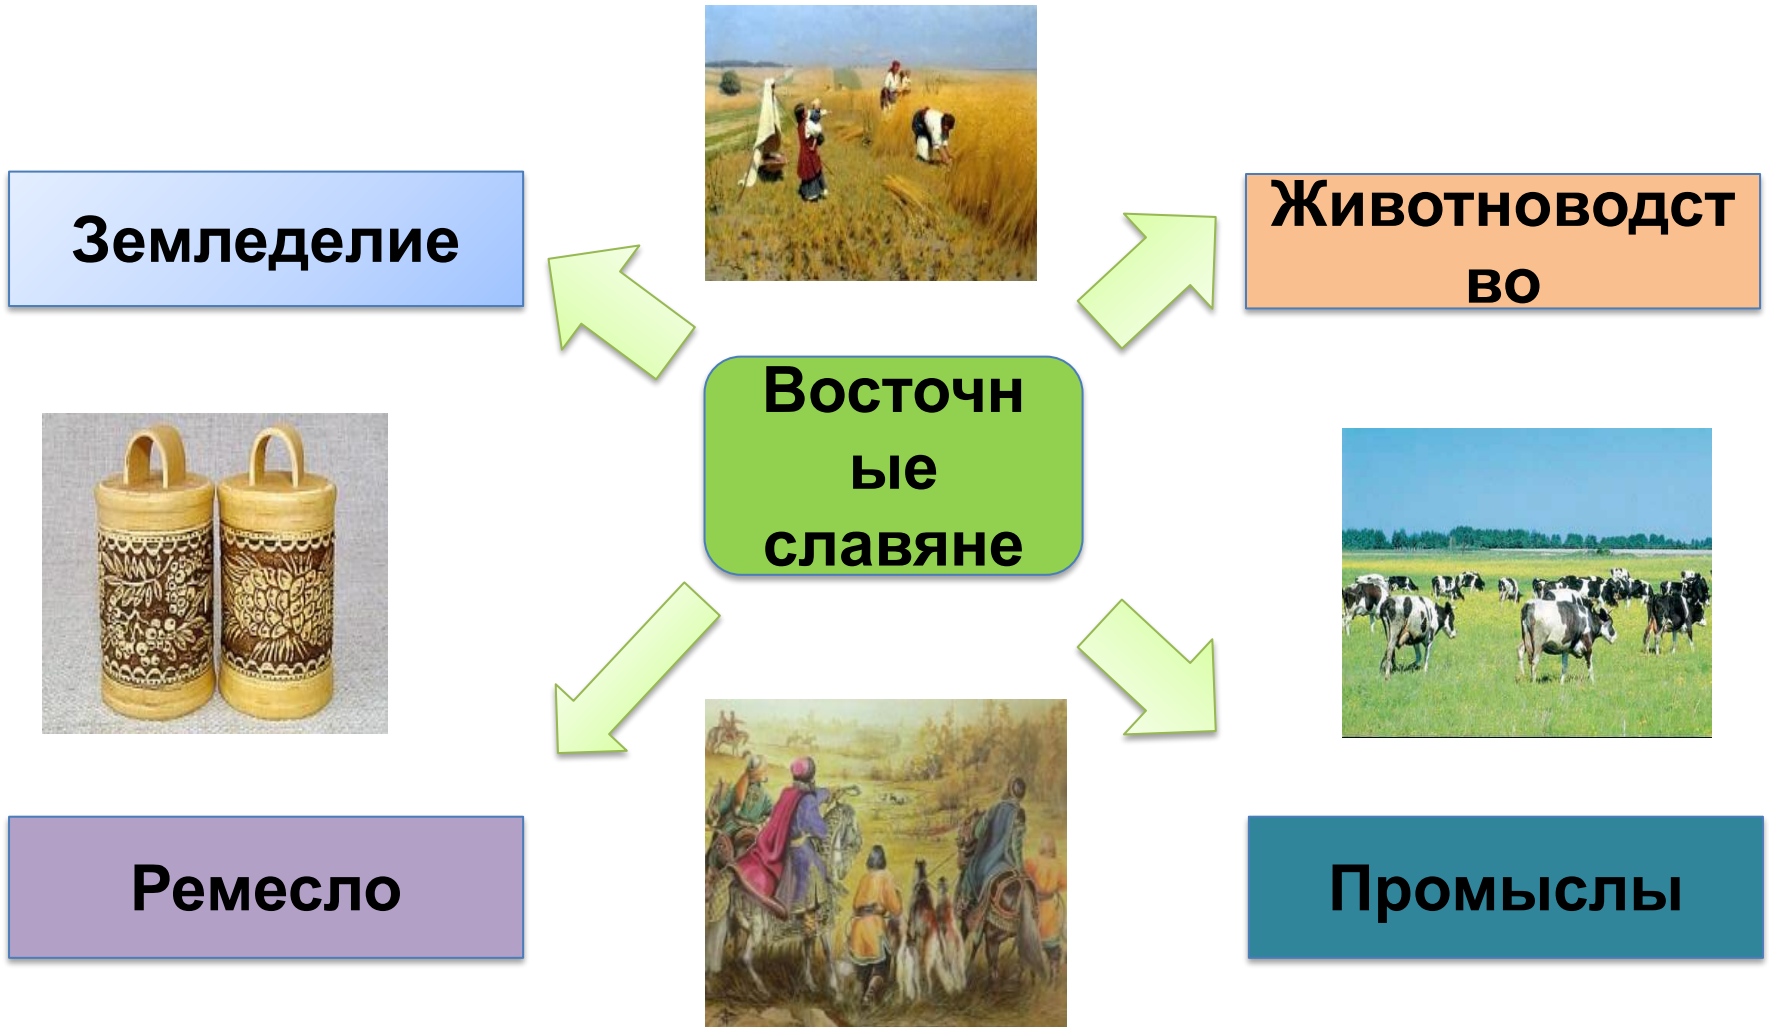 Земледелие
Животноводст
во
Восточн
ые
славяне
Ремесло
Промыслы